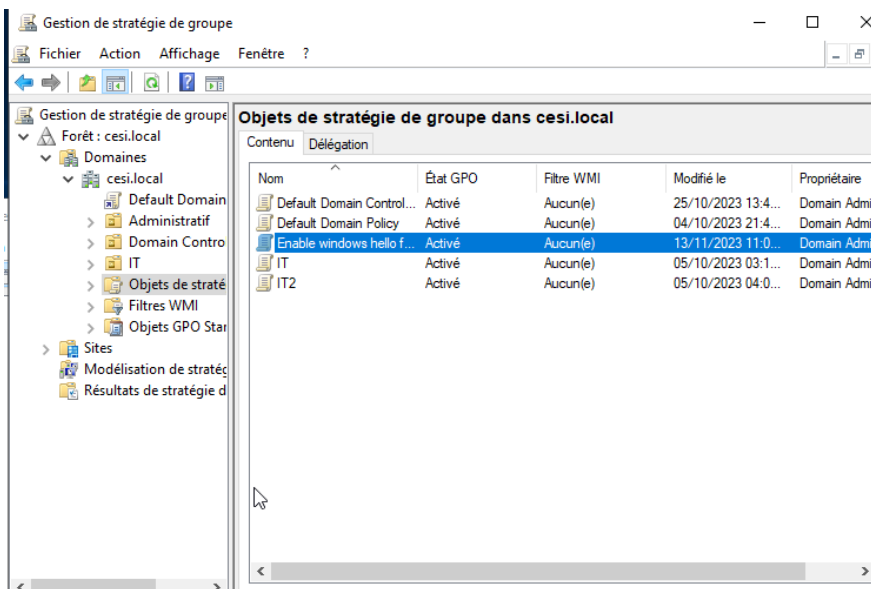 Gestion de stratégie de groupe
Fichier Action Affichage Fenêtre ?
Gestion de stratégie de groupe
Forêt : cesi.local
Domaines
cesi.local
Default Domain
Administratif
Domain Contro
IT
Objets de straté
Filtres WMI
Objets GPO Star
Sites
Modélisation de stratég
Résultats de stratégie d
Objets de stratégie de groupe dans cesi.local
Contenu Délégation
Nom État GPO Filtre WMI Modifié le Propriétaire
Default Domain Control... Activé Aucun(e) 25/10/2023 13:4... Domain Admi
Default Domain Policy Activé Aucun(e) 04/10/2023 21:4... Domain Admi
Enable windows hello f... Activé Aucun(e) 13/11/2023 11:0... Domain Admi
IT Activé Aucun(e) 05/10/2023 03:1... Domain Admi
IT2 Activé Aucun(e) 05/10/2023 04:0... Domain Admi